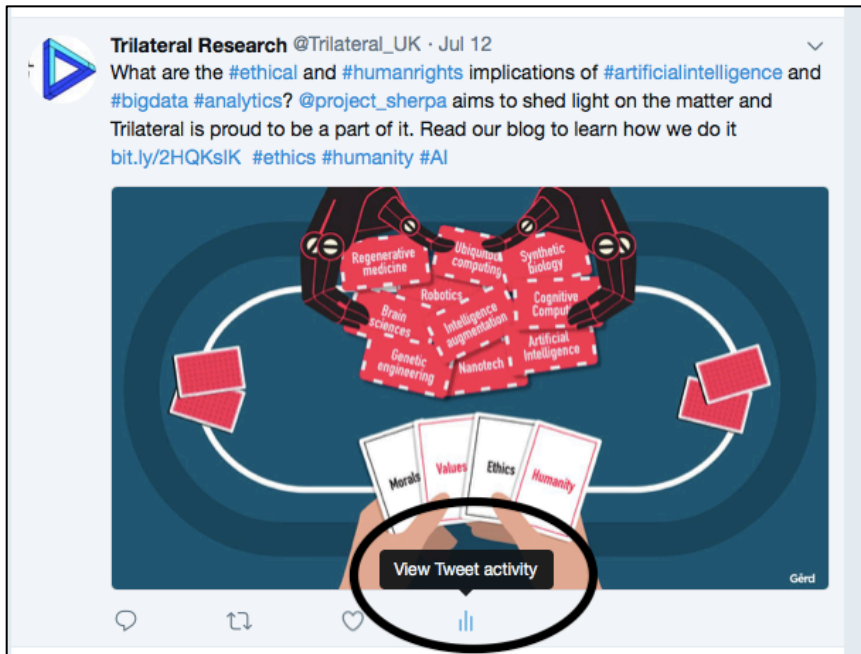 Trilateral Research @Trilateral_UK · Jul 12
What are the #ethical and #humanrights implications of #artificialintelligence and
#bigdata #analytics? @project_sherpa aims to shed light on the matter and
Trilateral is proud to be a part of it. Read our blog to learn how we do it
bit.ly/2HQKsIK #ethics #humanity #AI
Regenerative
medicine
Ubiquitous
computing
Synthetic
biology
Robotics
Brain
sciences
Intelligence
augmentation
Cognitive
Comput
Genetic
engineering
Nanotech
Artificial
Intelligence
Morals
Values
Ethics
Humanity
View Tweet activity
Gerd